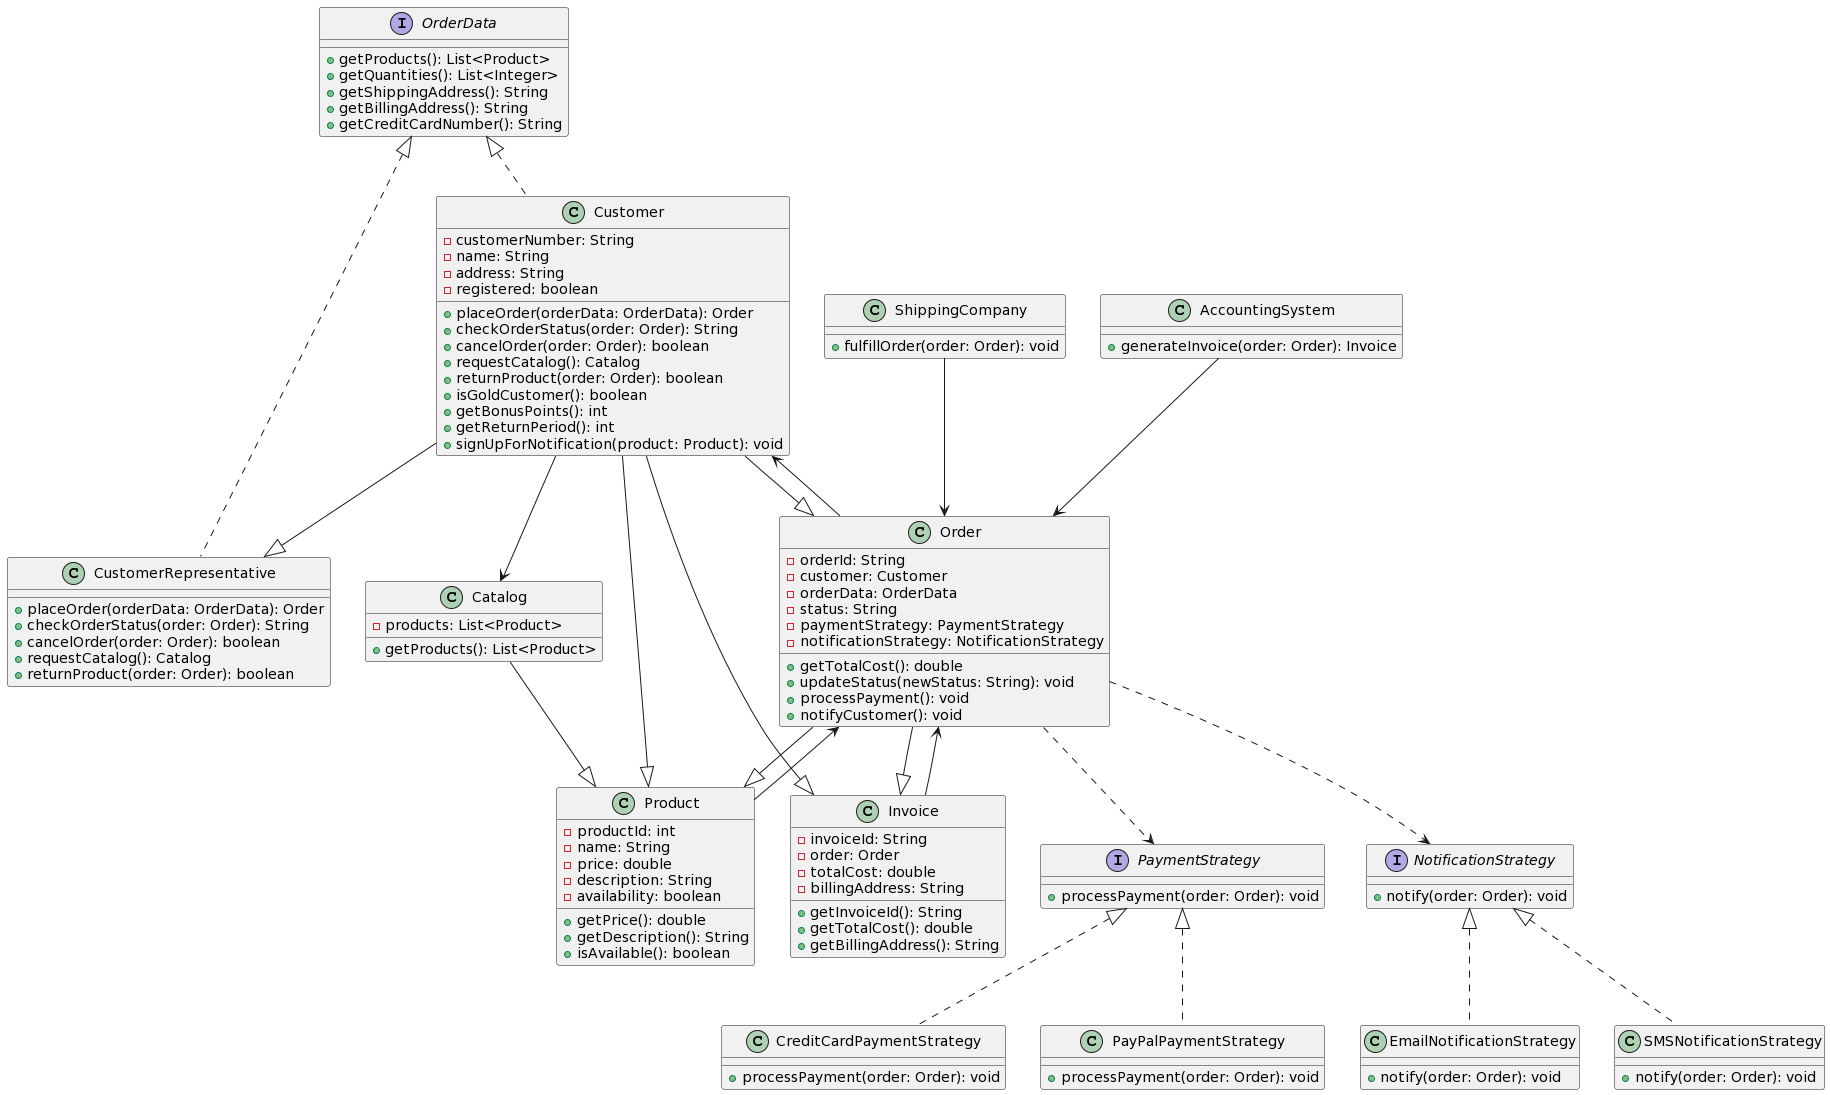 I OrderData
getProducts(): List<Product>
getQuantities(): List<Integer>
getShippingAddress(): String
getBillingAddress(): String
getCreditCardNumber(): String
C Customer
customerNumber: String
name: String
address: String
registered: boolean
placeOrder(orderData: OrderData): Order
checkOrderStatus(order: Order): String
cancelOrder(order: Order): boolean
requestCatalog(): Catalog
returnProduct(order: Order): boolean
isGoldCustomer(): boolean
getBonusPoints(): int
getReturnPeriod(): int
signUpForNotification(product: Product): void
C ShippingCompany
fulfillOrder(order: Order): void
C AccountingSystem
generateInvoice(order: Order): Invoice
C CustomerRepresentative
placeOrder(orderData: OrderData): Order
checkOrderStatus(order: Order): String
cancelOrder(order: Order): boolean
requestCatalog(): Catalog
returnProduct(order: Order): boolean
C Catalog
products: List<Product>
getProducts(): List<Product>
C Order
orderId: String
customer: Customer
orderData: OrderData
status: String
paymentStrategy: PaymentStrategy
notificationStrategy: NotificationStrategy
getTotalCost(): double
updateStatus(newStatus: String): void
processPayment(): void
notifyCustomer(): void
C Product
productId: int
name: String
price: double
description: String
availability: boolean
getPrice(): double
getDescription(): String
isAvailable(): boolean
C Invoice
invoiceId: String
order: Order
totalCost: double
billingAddress: String
getInvoiceId(): String
getTotalCost(): double
getBillingAddress(): String
I PaymentStrategy
processPayment(order: Order): void
I NotificationStrategy
notify(order: Order): void
C CreditCardPaymentStrategy
processPayment(order: Order): void
C PayPalPaymentStrategy
processPayment(order: Order): void
C EmailNotificationStrategy
notify(order: Order): void
C SMSNotificationStrategy
notify(order: Order): void